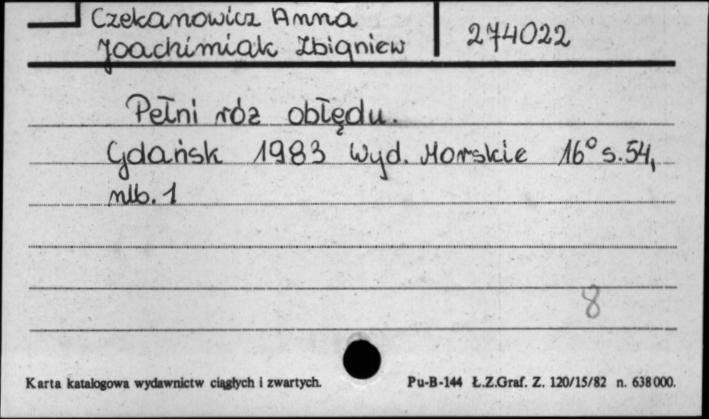 Czekanowicz Anna
Joachimiak Zbigniew
274022
Pełni róż obłędu.
Gdańsk 1983 Wyd. Morskie 16° s. 54,
nlb. 1
8
Karta katalogowa wydawnictw ciągłych i zwartych.
Pu-B-144 Ł.Z.Graf. Z. 120/15/82 n. 638000.